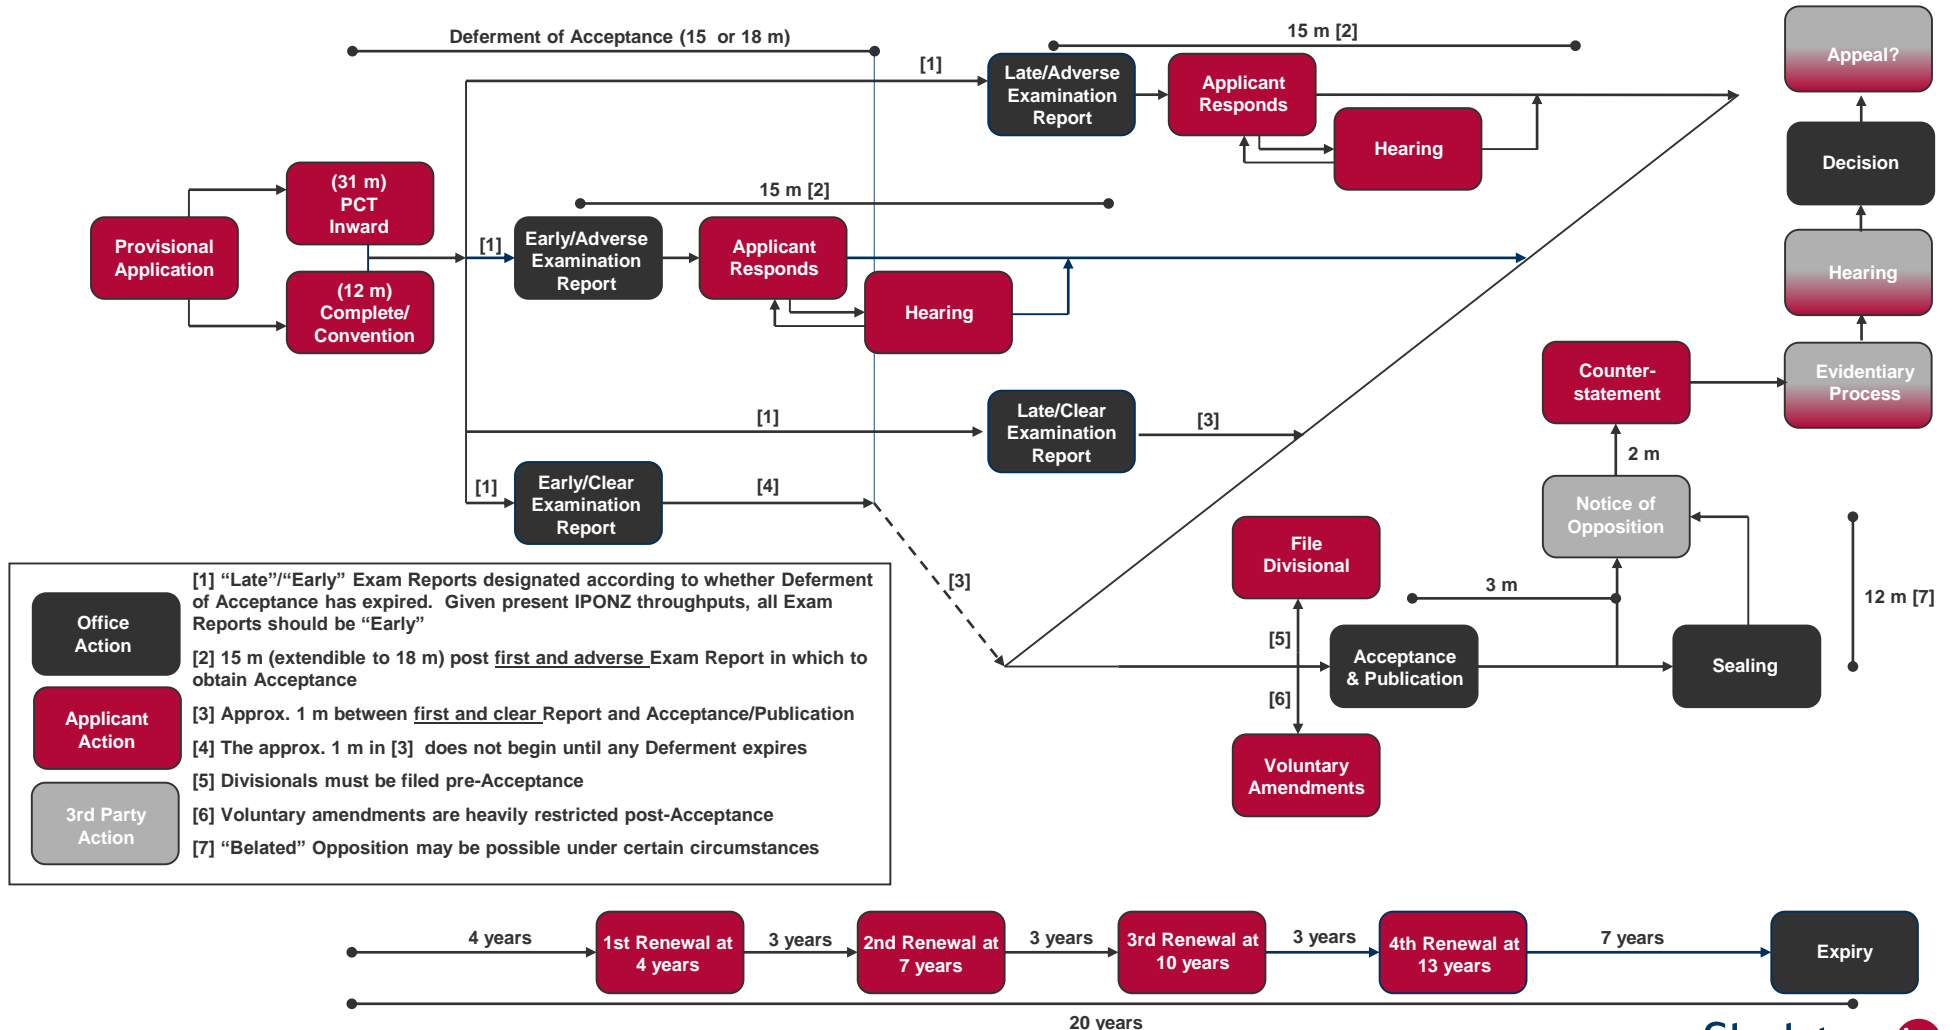 Deferment of Acceptance (15 or 18 m)
15 m [2]
Appeal?
[1]
Late/Adverse
Examination
Report
Applicant
Responds
Hearing
Decision
(31 m)
PCT
Inward
15 m [2]
Provisional
Application
[1]
Early/Adverse
Examination
Report
Applicant
Responds
Hearing
Hearing
(12 m)
Complete/
Convention
Counter-
statement
Evidentiary
Process
[1]
Late/Clear
Examination
Report
[3]
2 m
[1]
Early/Clear
Examination
Report
[4]
Notice of
Opposition
File
Divisional
[3]
3 m
12 m [7]
[5]
Acceptance
& Publication
Sealing
[6]
Voluntary
Amendments
Office
Action
Applicant
Action
3rd Party
Action
[1] “Late”/“Early” Exam Reports designated according to whether Deferment
of Acceptance has expired. Given present IPONZ throughputs, all Exam
Reports should be “Early”
[2] 15 m (extendible to 18 m) post first and adverse Exam Report in which to
obtain Acceptance
[3] Approx. 1 m between first and clear Report and Acceptance/Publication
[4] The approx. 1 m in [3] does not begin until any Deferment expires
[5] Divisionals must be filed pre-Acceptance
[6] Voluntary amendments are heavily restricted post-Acceptance
[7] “Belated” Opposition may be possible under certain circumstances
4 years
1st Renewal at
4 years
3 years
2nd Renewal at
7 years
3 years
3rd Renewal at
10 years
3 years
4th Renewal at
13 years
7 years
Expiry
20 years